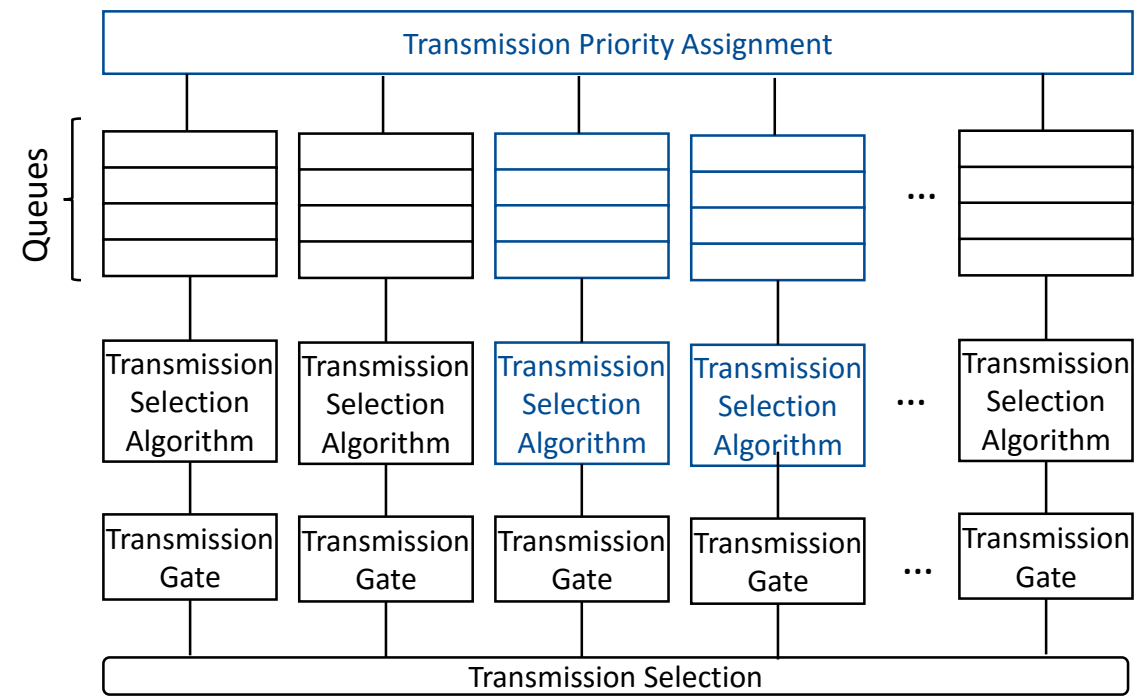 Transmission Priority Assignment
Queues
...
Transmission
Selection
Algorithm
Transmission
Selection
Algorithm
Transmission
Selection
Algorithm
Transmission
Selection
Algorithm
...
Transmission
Selection
Algorithm
Transmission
Gate
Transmission
Gate
Transmission
Gate
Transmission
Gate
...
Transmission
Gate
Transmission Selection